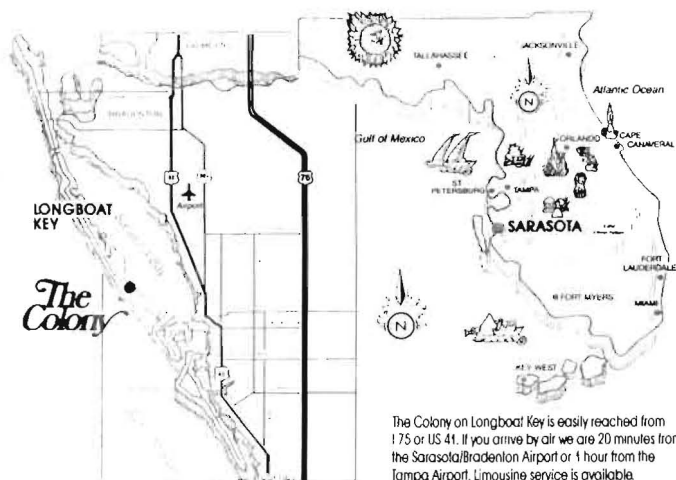 BRADENTON
LONGBOAT
KEY
The
Colony
41
Airport
75
41
TALLAHASSEE
JACKSONVILLE
N
Atlantic Ocean
Gulf of Mexico
ORLANDO
CAPE
CANAVERAL
ST
PETERSBURG
TAMPA
SARASOTA
FORT
LAUDERDALE
FORT MYERS
MIAMI
N
KEY WEST
The Colony on Longboat Key is easily reached from
I 75 or US 41. If you arrive by air we are 20 minutes from
the Sarasota/Bradenton Airport or 1 hour from the
Tampa Airport. Limousine service is available.